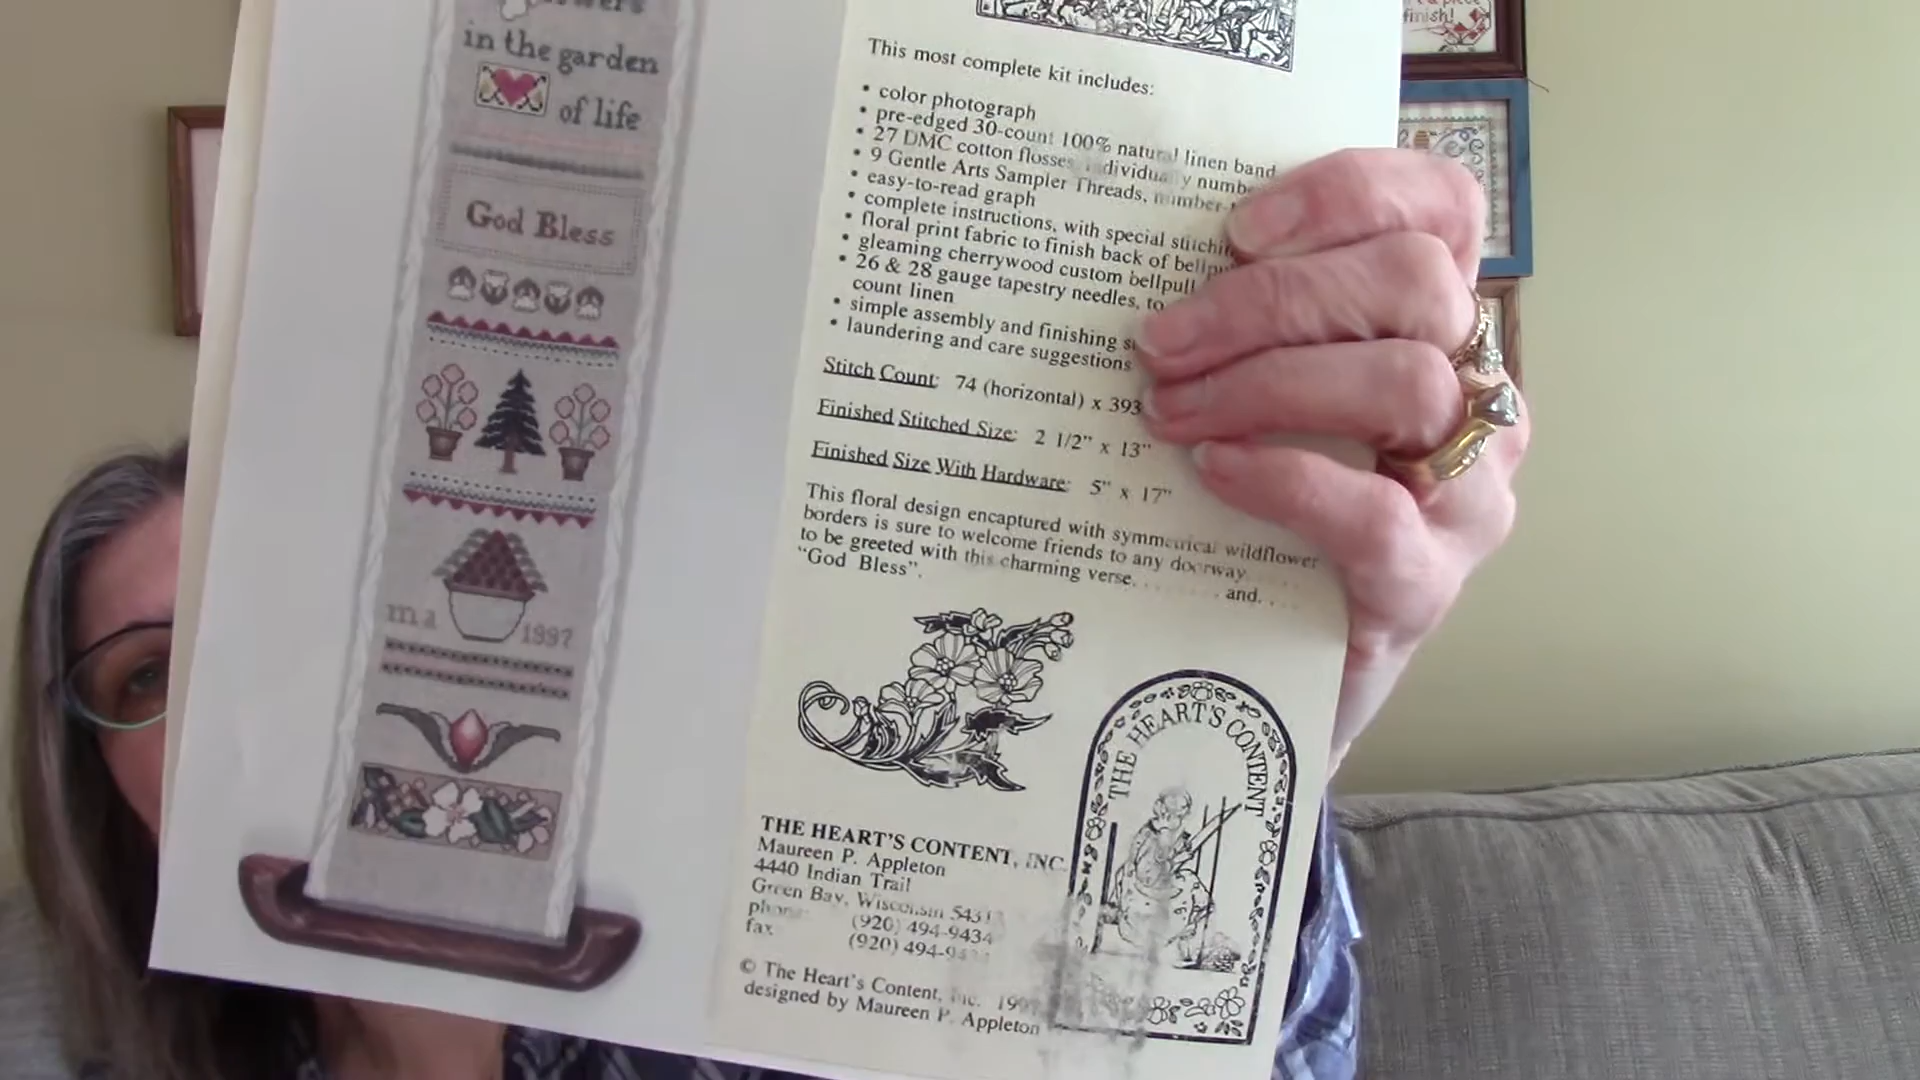 in the garden
of life
God Bless
m a
1997
This most complete kit includes:
• color photograph
• pre-edged 30-count 100% natural linen band
• 27 DMC cotton flosses, individually
• 9 Gentle Arts Sampler Threads,
• easy-to-read graph
• complete instructions, with special
• floral print fabric to finish back of
• gleaming cherrywood custom bellpull
• 26 & 28 gauge tapestry needles, to
count linen
• simple assembly and finishing
• laundering and care suggestions
Stitch Count: 74 (horizontal) x 393
Finished Stitched Size: 2 1/2" x 13"
Finished Size With Hardware: 5" x 17"
This floral design encaptured with symmetrical wildflower
borders is sure to welcome friends to any doorway
to be greeted with this charming verse. . . . . . . . . and. . . .
"God Bless".
THE HEART'S CONTENT
THE HEART'S CONTENT, INC.
Maureen P. Appleton
4440 Indian Trail
Green Bay, Wisconsin
phone: (920) 494-9434
fax (920)
© The Heart's Content, Inc.
designed by Maureen P. Appleton
finish!